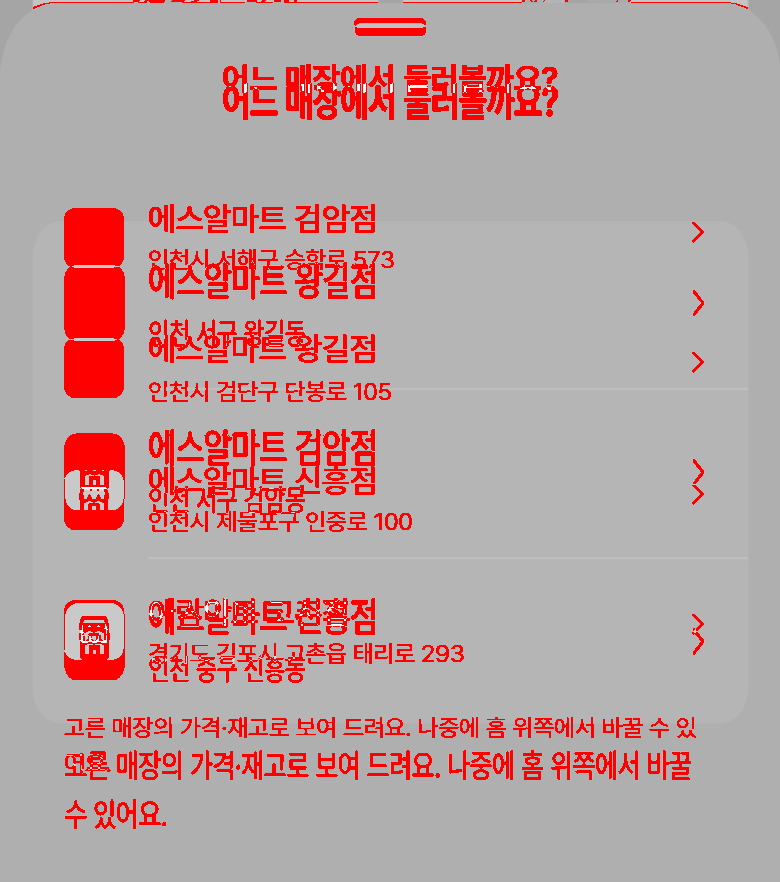 어느 매장에서 둘러볼까요?
어느 매장에서 둘러볼까요?
에스알마트 검암점
인천시 서해구 승학로 573
에스알마트 왕길점
인천 서구 왕길동
에스알마트 왕길점
인천시 검단구 단봉로 105
에스알마트 검암점
에스알마트 신흥점
인천 서구 검암동
인천시 제물포구 인중로 100
에스알마트 신흥점
경기도 김포시 고촌읍 태리로 293
인천 중구 신흥동
고른 매장의 가격·재고로 보여 드려요. 나중에 홈 위쪽에서 바꿀 수 있
고른 매장의 가격·재고로 보여 드려요. 나중에 홈 위쪽에서 바꿀
수 있어요.